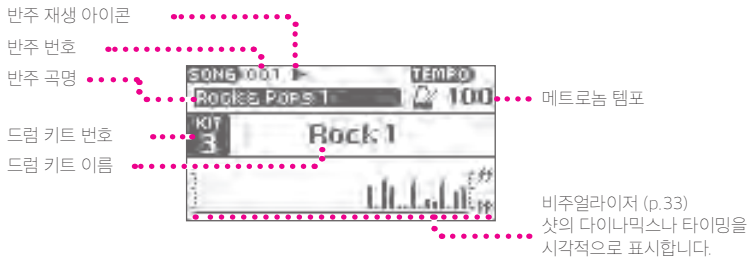 반주 재생 아이콘
반주 번호
반주 곡명
드럼 키트 번호
드럼 키트 이름
SONG 001
TEMPO
Rock& Pops 1
100
KIT
3
Rock 1
ff
pp
메트로놈 템포
비주얼라이저 (p.33)
샷의 다이나믹스나 타이밍을
시각적으로 표시합니다.